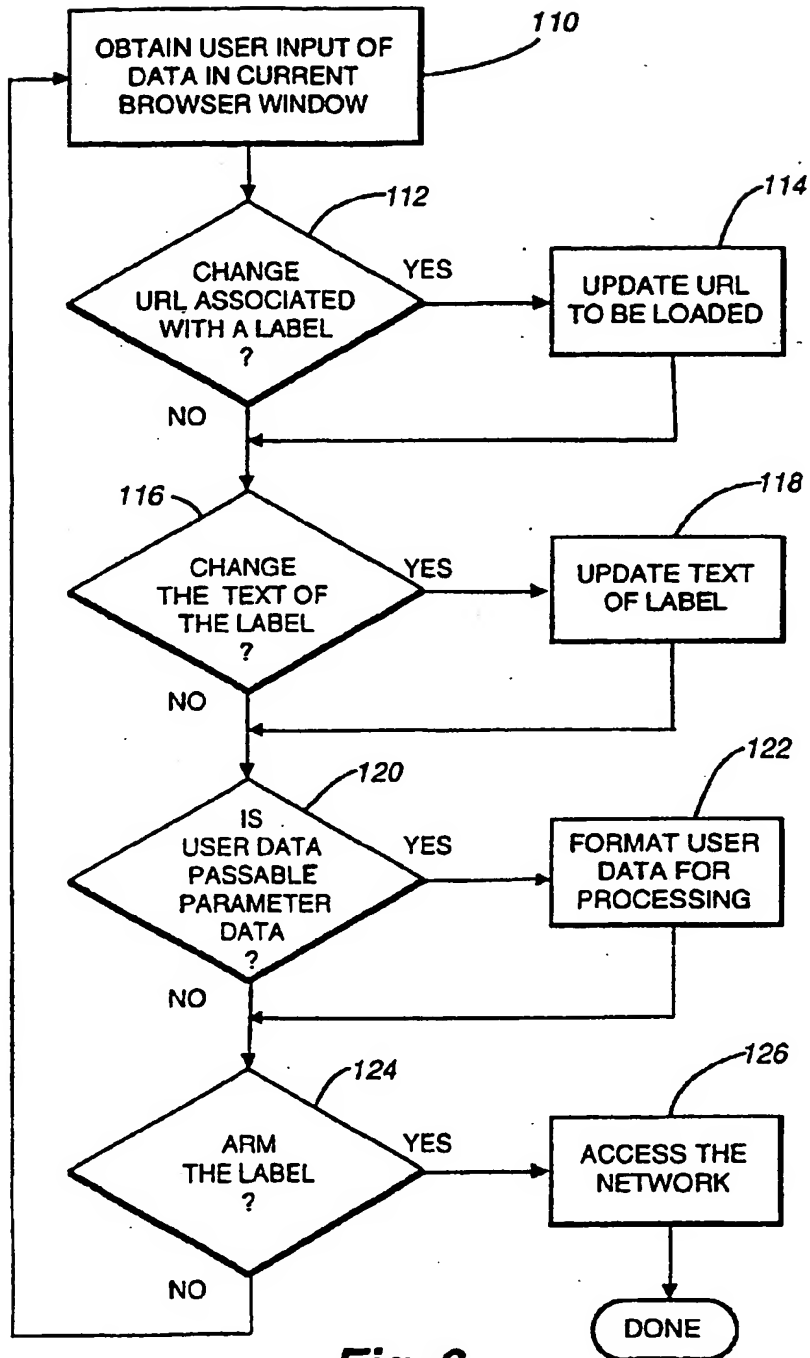 OBTAIN USER INPUT OF
DATA IN CURRENT
BROWSER WINDOW
110
112
CHANGE
URL ASSOCIATED
WITH A LABEL
?
YES
NO
114
UPDATE URL
TO BE LOADED
116
CHANGE
THE TEXT OF
THE LABEL
?
YES
NO
118
UPDATE TEXT
OF LABEL
120
IS
USER DATA
PASSABLE
PARAMETER
DATA
?
YES
NO
122
FORMAT USER
DATA FOR
PROCESSING
124
ARM
THE LABEL
?
YES
NO
126
ACCESS THE
NETWORK
DONE